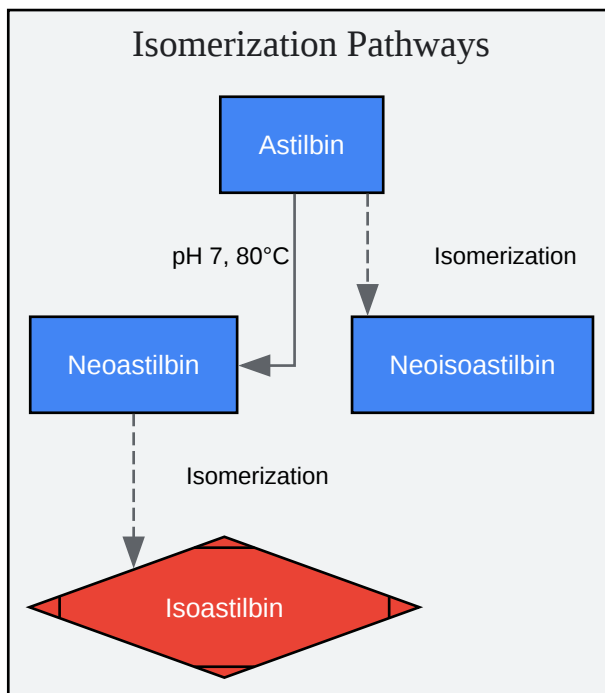 Isomerization Pathways
Astilbin
pH 7, 80°C
Isomerization
Neoastilbin
Neoisoastilbin
Isomerization
Isoastilbin